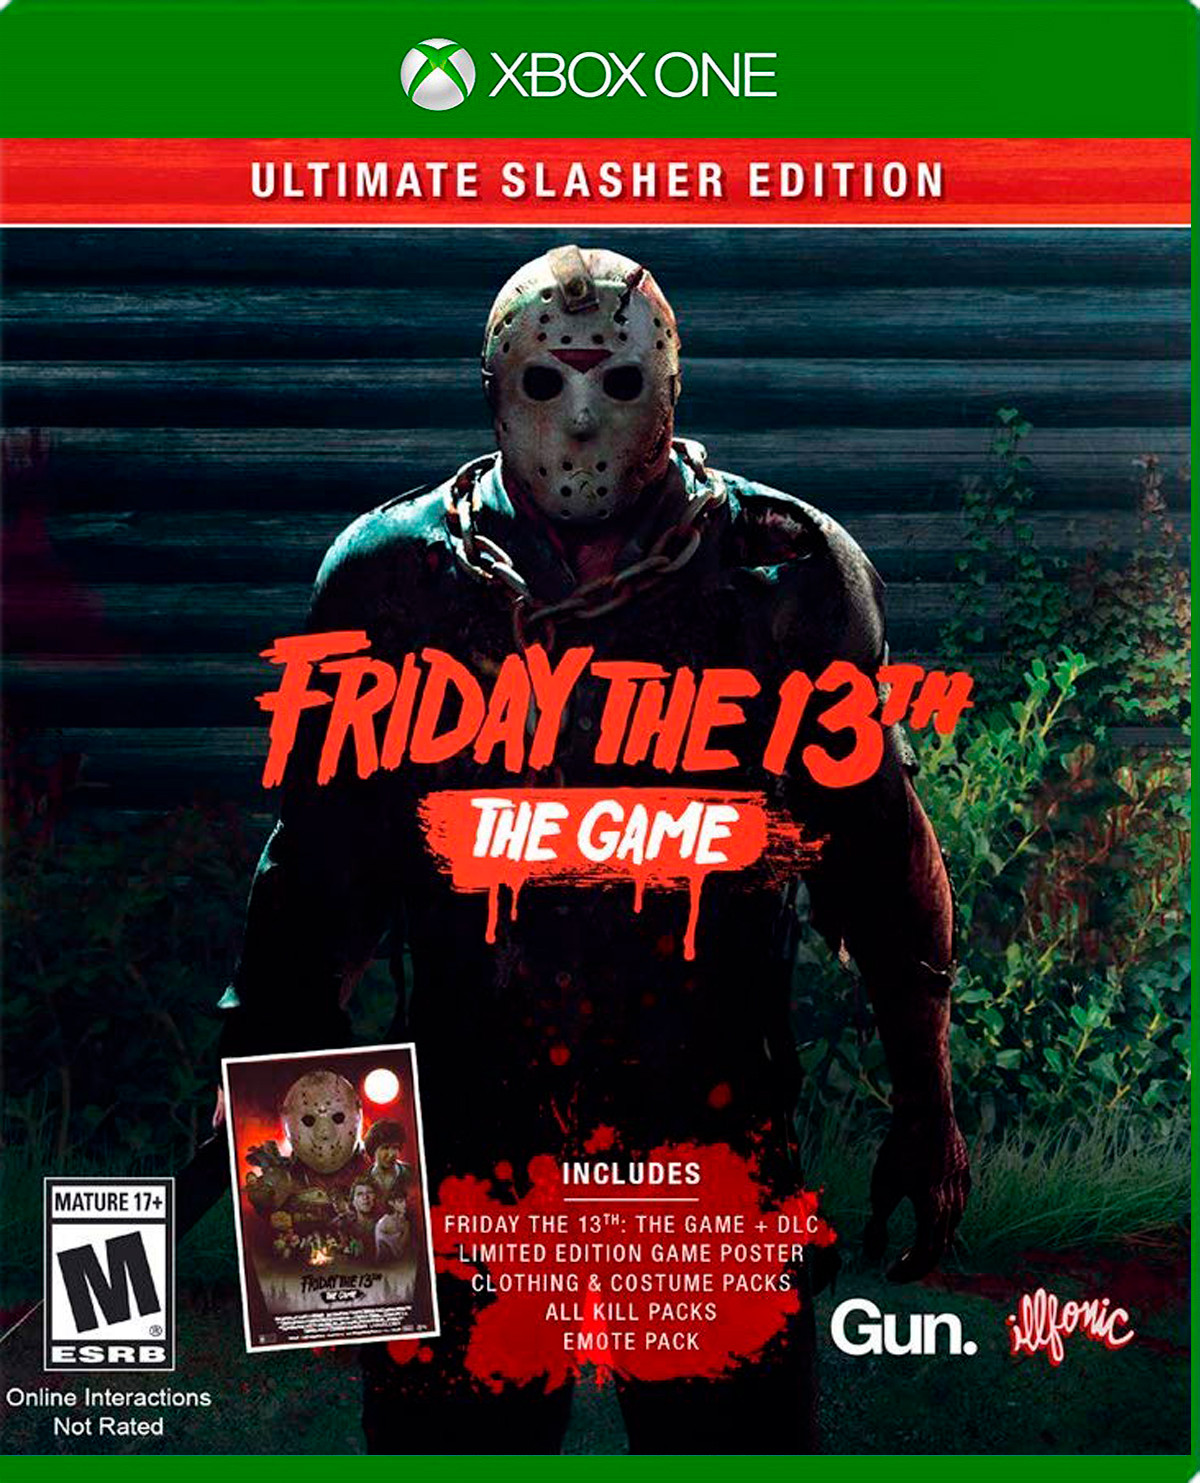 XBOX ONE
ULTIMATE SLASHER EDITION
FRIDAY THE 13TH
THE GAME
FRIDAY THE 13TH
THE GAME
INCLUDES
FRIDAY THE 13TH: THE GAME + DLC
LIMITED EDITION GAME POSTER
CLOTHING & COSTUME PACKS
ALL KILL PACKS
EMOTE PACK
MATURE 17+
M®
ESRB
Online Interactions
Not Rated
Gun.
illfonic